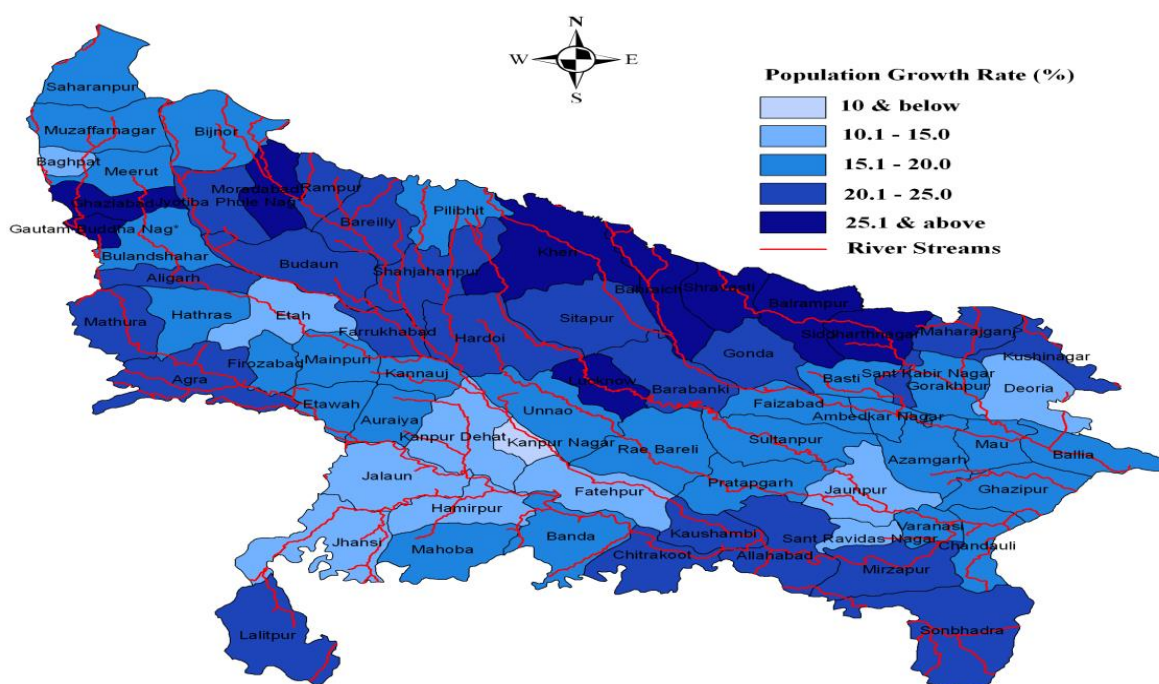 N
W E
S
Population Growth Rate (%)
10 & below
10.1 - 15.0
15.1 - 20.0
20.1 - 25.0
25.1 & above
River Streams
Saharanpur
Muzaffarnagar
Bijnor
Baghpat
Meerut
Moradabad
Rampur
Ghaziabad
Jyotiba Phule Nag*
Bareilly
Pilibhit
Gautam Buddha Nag*
Bulandshahar
Budaun
Shahjahanpur
Kheri
Aligarh
Bahraich
Shravasti
Balrampur
Mathura
Hathras
Etah
Farrukhabad
Hardoi
Sitapur
Siddharthnagar
Maharajganj
Gonda
Kushinagar
Firozabad
Mainpuri
Agra
Kannauj
Lucknow
Barabanki
Basti
Sant Kabir Nagar
Gorakhpur
Deoria
Etawah
Auraiya
Unnao
Faizabad
Ambedkar Nagar
Kanpur Dehat
Kanpur Nagar
Rae Bareli
Sultanpur
Mau
Ballia
Azamgarh
Jalaun
Fatehpur
Pratapgarh
Jaunpur
Ghazipur
Hamirpur
Jhansi
Mahoba
Banda
Kaushambi
Sant Ravidas Nagar
Varanasi
Chandauli
Chitrakoot
Allahabad
Mirzapur
Lalitpur
Sonbhadra